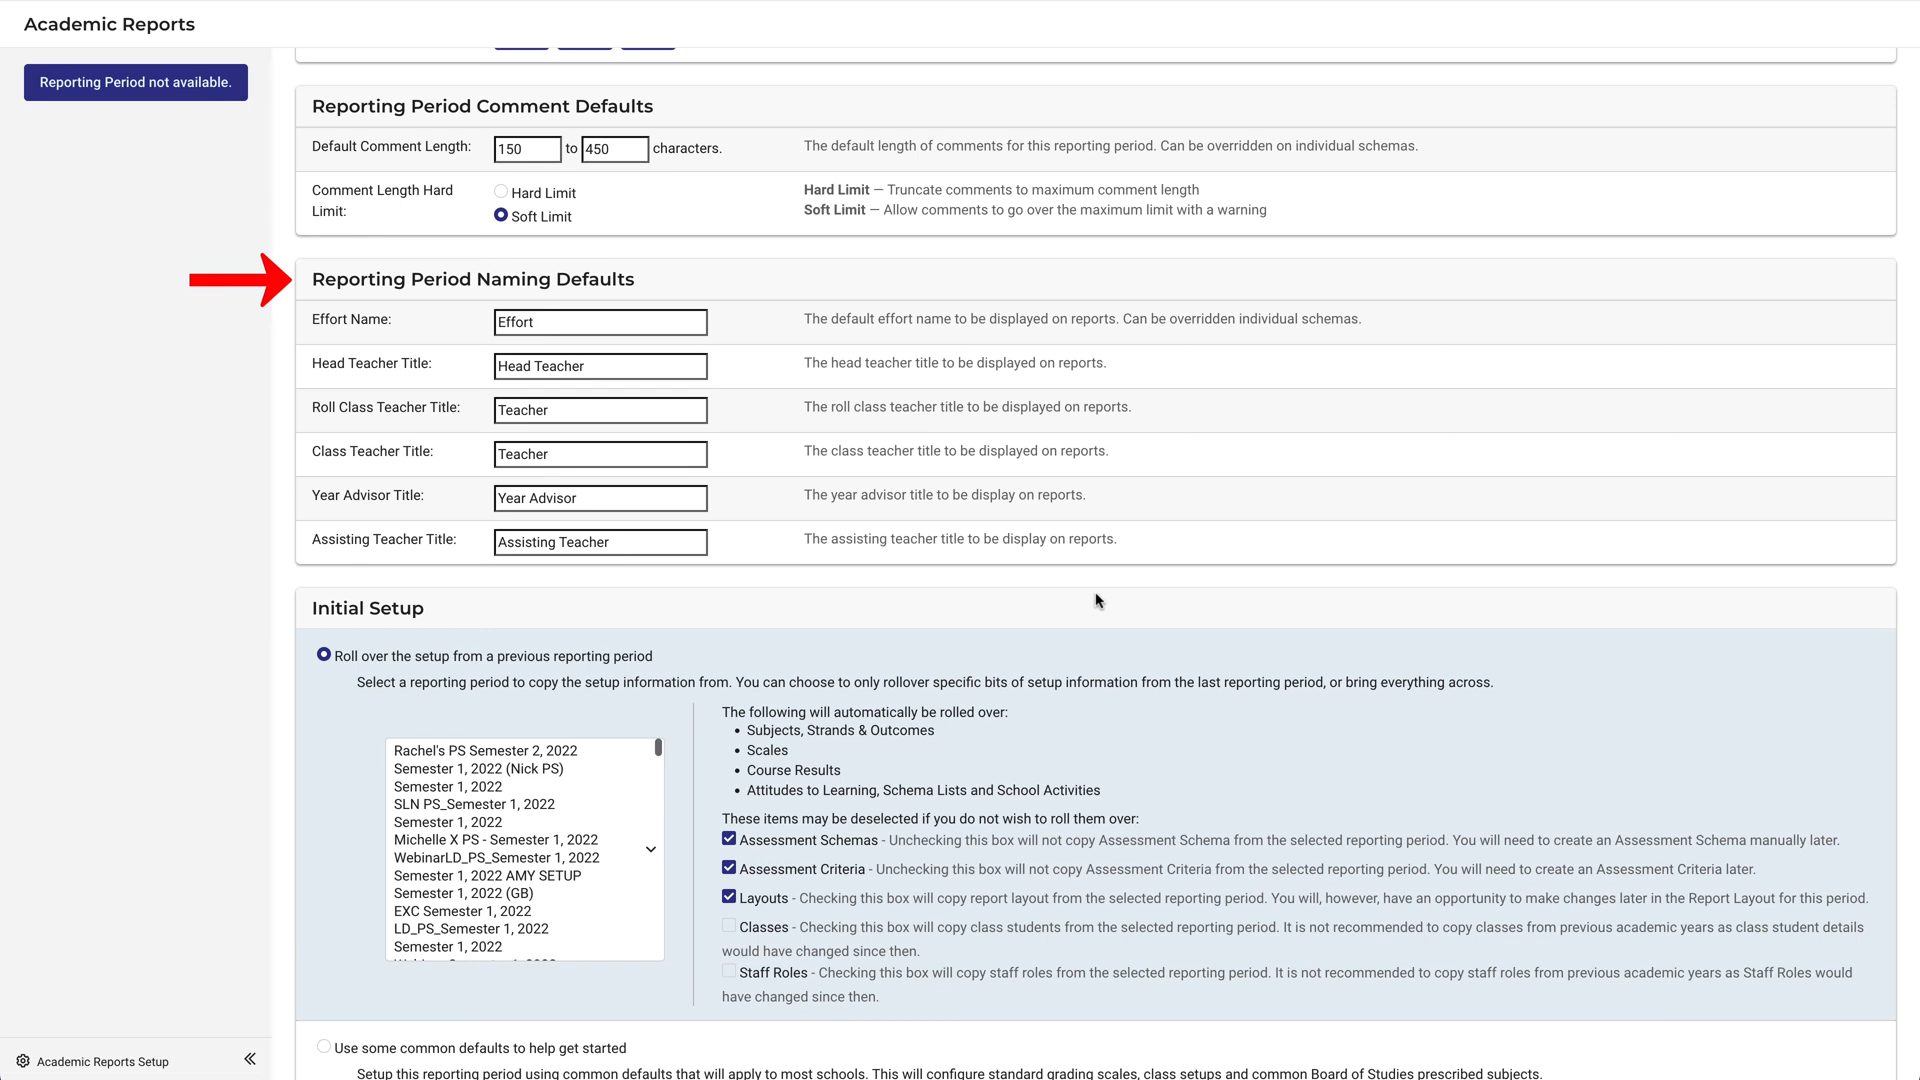 Academic Reports
Reporting Period not available.
Reporting Period Comment Defaults
Default Comment Length:
150
to
450
characters.
The default length of comments for this reporting period. Can be overridden on individual schemas.
Comment Length Hard
Limit:
Hard Limit
Soft Limit
Hard Limit — Truncate comments to maximum comment length
Soft Limit — Allow comments to go over the maximum limit with a warning
Reporting Period Naming Defaults
Effort Name:
Effort
The default effort name to be displayed on reports. Can be overridden individual schemas.
Head Teacher Title:
Head Teacher
The head teacher title to be displayed on reports.
Roll Class Teacher Title:
Teacher
The roll class teacher title to be displayed on reports.
Class Teacher Title:
Teacher
The class teacher title to be displayed on reports.
Year Advisor Title:
Year Advisor
The year advisor title to be display on reports.
Assisting Teacher Title:
Assisting Teacher
The assisting teacher title to be display on reports.
Initial Setup
Roll over the setup from a previous reporting period
Select a reporting period to copy the setup information from. You can choose to only rollover specific bits of setup information from the last reporting period, or bring everything across.
Rachel's PS Semester 2, 2022
Semester 1, 2022 (Nick PS)
Semester 1, 2022
SLN PS_Semester 1, 2022
Semester 1, 2022
Michelle X PS - Semester 1, 2022
WebinarLD_PS_Semester 1, 2022
Semester 1, 2022 AMY SETUP
Semester 1, 2022 (GB)
EXC Semester 1, 2022
LD_PS_Semester 1, 2022
Semester 1, 2022
The following will automatically be rolled over:
• Subjects, Strands & Outcomes
• Scales
• Course Results
• Attitudes to Learning, Schema Lists and School Activities
These items may be deselected if you do not wish to roll them over:
Assessment Schemas - Unchecking this box will not copy Assessment Schema from the selected reporting period. You will need to create an Assessment Schema manually later.
Assessment Criteria - Unchecking this box will not copy Assessment Criteria from the selected reporting period. You will need to create an Assessment Criteria later.
Layouts - Checking this box will copy report layout from the selected reporting period. You will, however, have an opportunity to make changes later in the Report Layout for this period.
Classes - Checking this box will copy class students from the selected reporting period. It is not recommended to copy classes from previous academic years as class student details
would have changed since then.
Staff Roles - Checking this box will copy staff roles from the selected reporting period. It is not recommended to copy staff roles from previous academic years as Staff Roles would
have changed since then.
Use some common defaults to help get started
Setup this reporting period using common defaults that will apply to most schools. This will configure standard grading scales, class setups and common Board of Studies prescribed subjects.
Academic Reports Setup